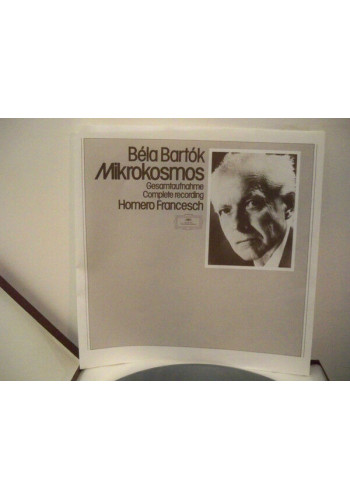 Béla Bartók
Mikrokosmos
Gesamtaufnahme
Complete recording
Homero Francesch